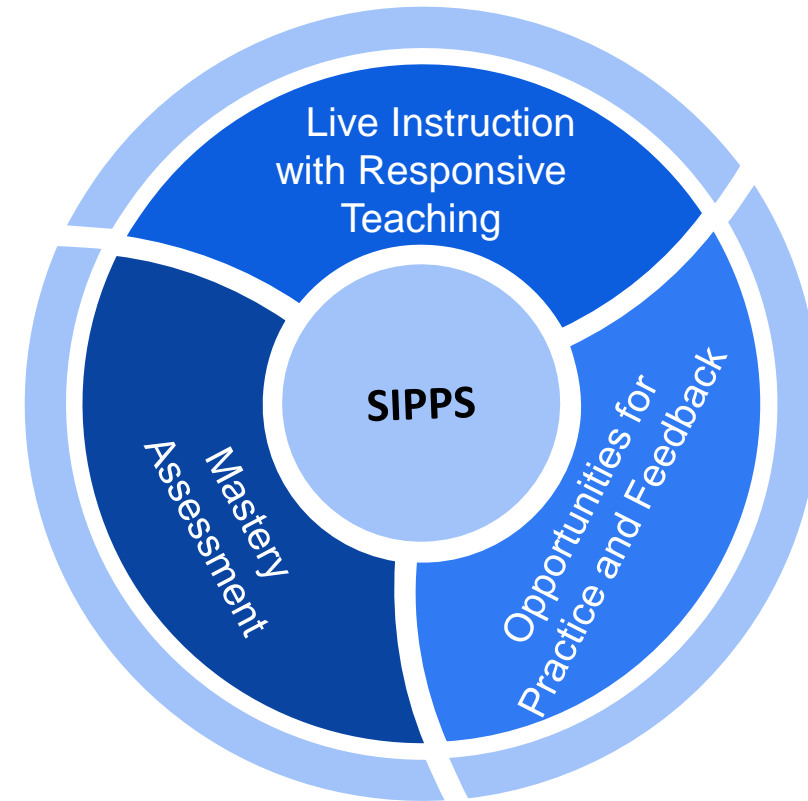 Live Instruction
with Responsive
Teaching
SIPPS
Opportunities for
Practice and Feedback
Mastery
Assessment